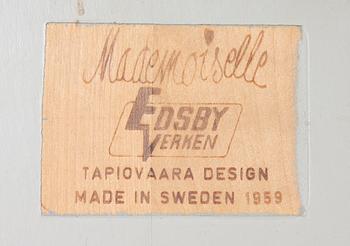 Mademoiselle
EDSBY
VERKEN
TAPIOVAARA DESIGN
MADE IN SWEDEN 1959